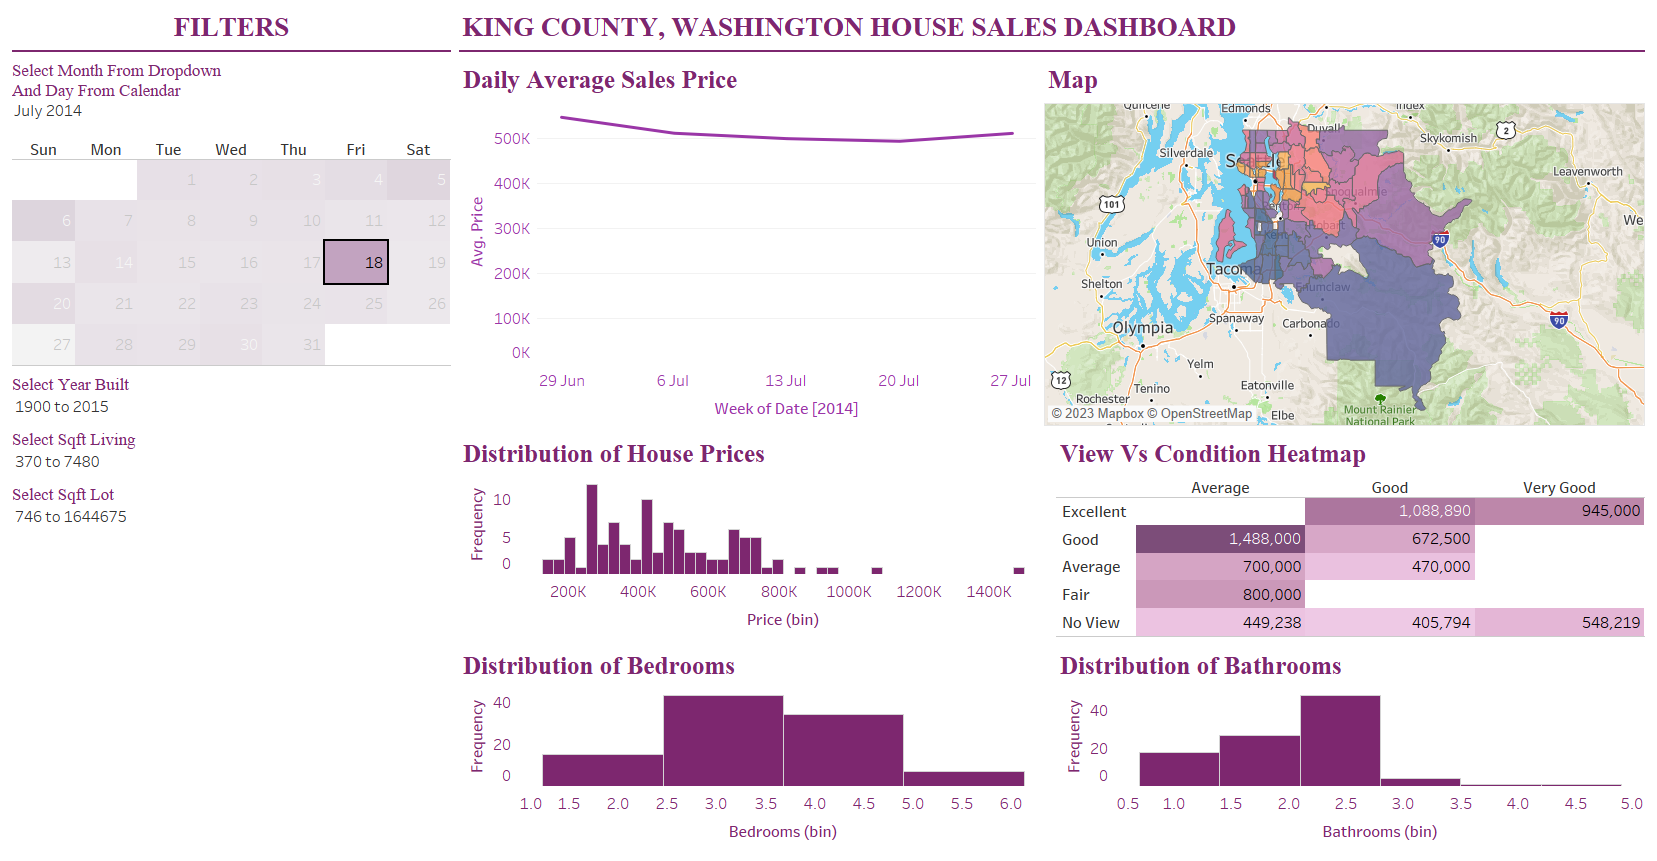 FILTERS
KING COUNTY, WASHINGTON HOUSE SALES DASHBOARD
Select Month From Dropdown
And Day From Calendar
July 2014
Sun Mon Tue Wed Thu Fri Sat
1 2 3 4 5
6 7 8 9 10 11 12
13 14 15 16 17 18 19
20 21 22 23 24 25 26
27 28 29 30 31
Select Year Built
1900 to 2015
Select Sqft Living
370 to 7480
Select Sqft Lot
746 to 1644675
Daily Average Sales Price
Avg. Price
500K
400K
300K
200K
100K
0K
29 Jun 6 Jul 13 Jul 20 Jul 27 Jul
Week of Date [2014]
Map
Quilcene
Edmonds
Index
Duvall
Skykomish
2
Silverdale
Seattle
Leavenworth
Snoqualmie
101
Renton
We
Hobart
Union
Kent
90
Tacoma
Shelton
Enumclaw
Spanaway
Carbonado
90
Olympia
Yelm
12
Tenino
Eatonville
Rochester
Mount Rainier
National Park
© 2023 Mapbox © OpenStreetMap
Elbe
Distribution of House Prices
Frequency
10
5
0
200K 400K 600K 800K 1000K 1200K 1400K
Price (bin)
View Vs Condition Heatmap
Average Good Very Good
Excellent 1,088,890 945,000
Good 1,488,000 672,500
Average 700,000 470,000
Fair 800,000
No View 449,238 405,794 548,219
Distribution of Bedrooms
Frequency
40
20
0
1.0 1.5 2.0 2.5 3.0 3.5 4.0 4.5 5.0 5.5 6.0
Bedrooms (bin)
Distribution of Bathrooms
Frequency
40
20
0
0.5 1.0 1.5 2.0 2.5 3.0 3.5 4.0 4.5 5.0
Bathrooms (bin)